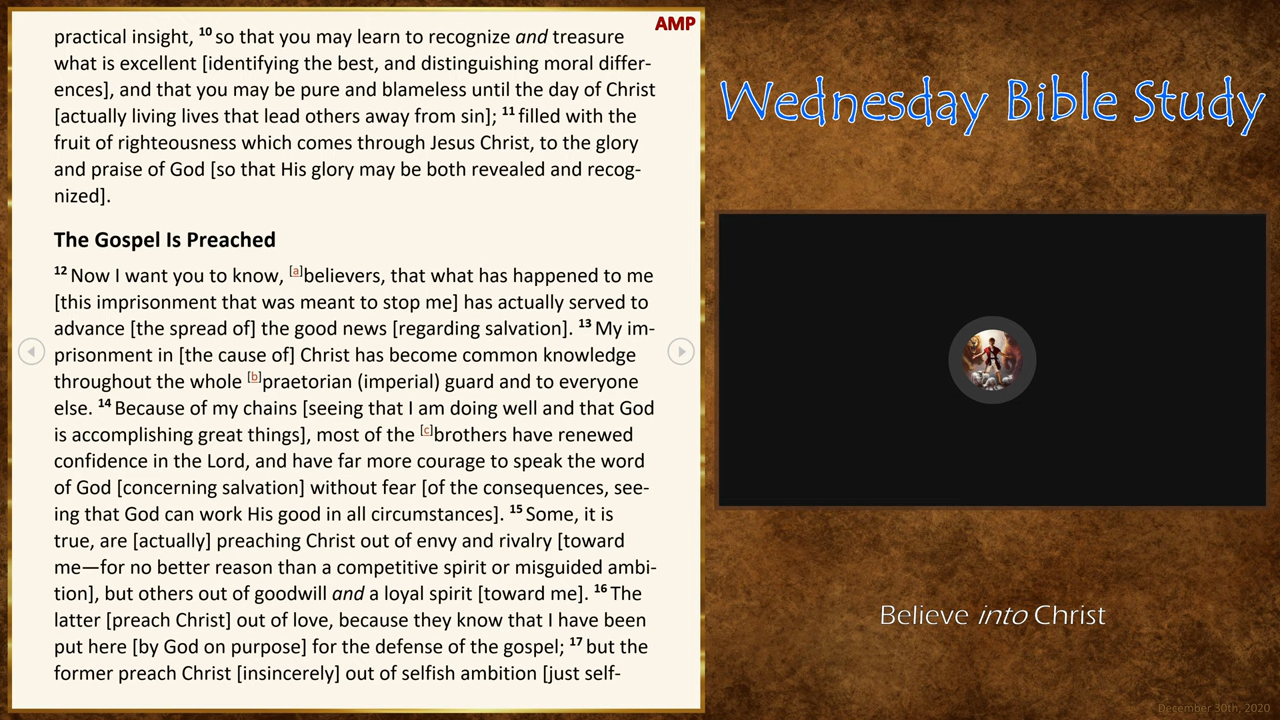 AMP
practical insight, 10 so that you may learn to recognize and treasure
what is excellent [identifying the best, and distinguishing moral differ-
ences], and that you may be pure and blameless until the day of Christ
[actually living lives that lead others away from sin]; 11 filled with the
fruit of righteousness which comes through Jesus Christ, to the glory
and praise of God [so that His glory may be both revealed and recog-
nized].
The Gospel Is Preached
12 Now I want you to know, [a]believers, that what has happened to me
[this imprisonment that was meant to stop me] has actually served to
advance [the spread of] the good news [regarding salvation]. 13 My im-
prisonment in [the cause of] Christ has become common knowledge
throughout the whole [b]praetorian (imperial) guard and to everyone
else. 14 Because of my chains [seeing that I am doing well and that God
is accomplishing great things], most of the [c]brothers have renewed
confidence in the Lord, and have far more courage to speak the word
of God [concerning salvation] without fear [of the consequences, see-
ing that God can work His good in all circumstances]. 15 Some, it is
true, are [actually] preaching Christ out of envy and rivalry [toward
me—for no better reason than a competitive spirit or misguided ambi-
tion], but others out of goodwill and a loyal spirit [toward me]. 16 The
latter [preach Christ] out of love, because they know that I have been
put here [by God on purpose] for the defense of the gospel; 17 but the
former preach Christ [insincerely] out of selfish ambition [just self-
Wednesday Bible Study
Believe into Christ
December 30th, 2020